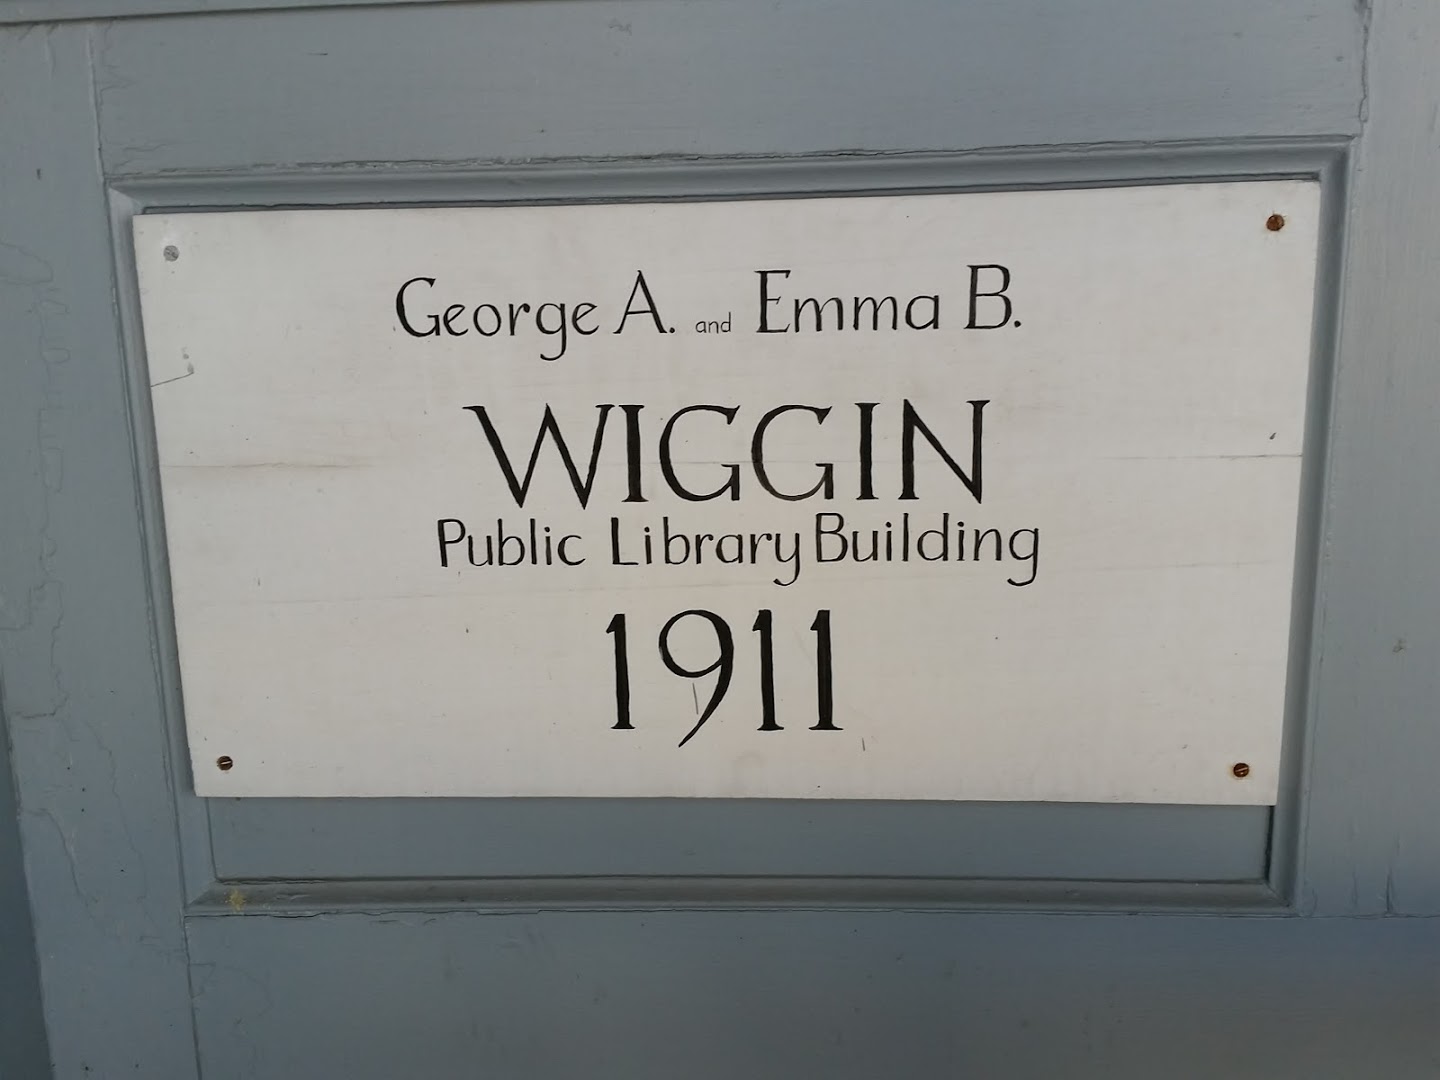 George A. and Emma B.
WIGGIN
Public Library Building
1911